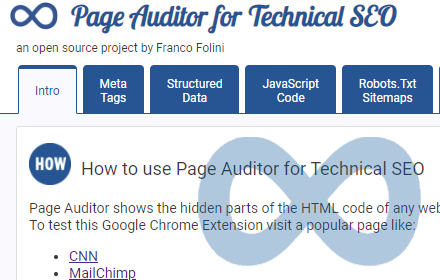 Page Auditor for Technical SEO
an open source project by Franco Folini
Intro
Meta
Tags
Structured
Data
JavaScript
Code
Robots.Txt
Sitemaps
HOW
How to use Page Auditor for Technical SEO
Page Auditor shows the hidden parts of the HTML code of any
To test this Google Chrome Extension visit a popular page like:
CNN
MailChimp